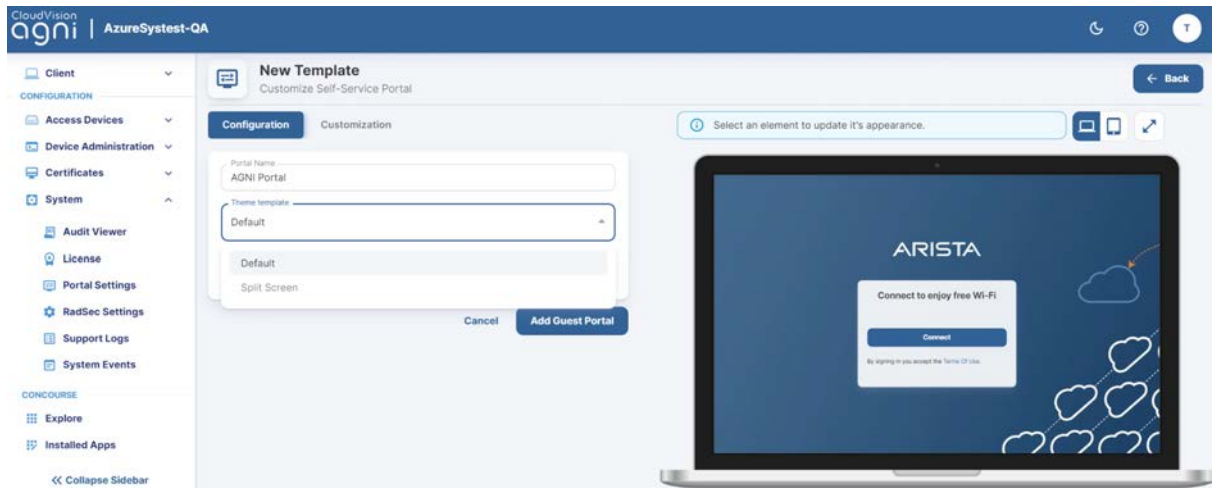 CloudVision
agni | AzureSystest-QA
T
Client
CONFIGURATION
Access Devices
Device Administration
Certificates
System
Audit Viewer
License
Portal Settings
RadSec Settings
Support Logs
System Events
CONCOURSE
Explore
Installed Apps
Collapse Sidebar
New Template
Customize Self-Service Portal
Back
Configuration
Customization
Portal Name
AGNI Portal
Theme template
Default
Default
Split Screen
Cancel
Add Guest Portal
Select an element to update it's appearance.
ARISTA
Connect to enjoy free Wi-Fi
Connect
By signing in you accept the Terms Of Use.